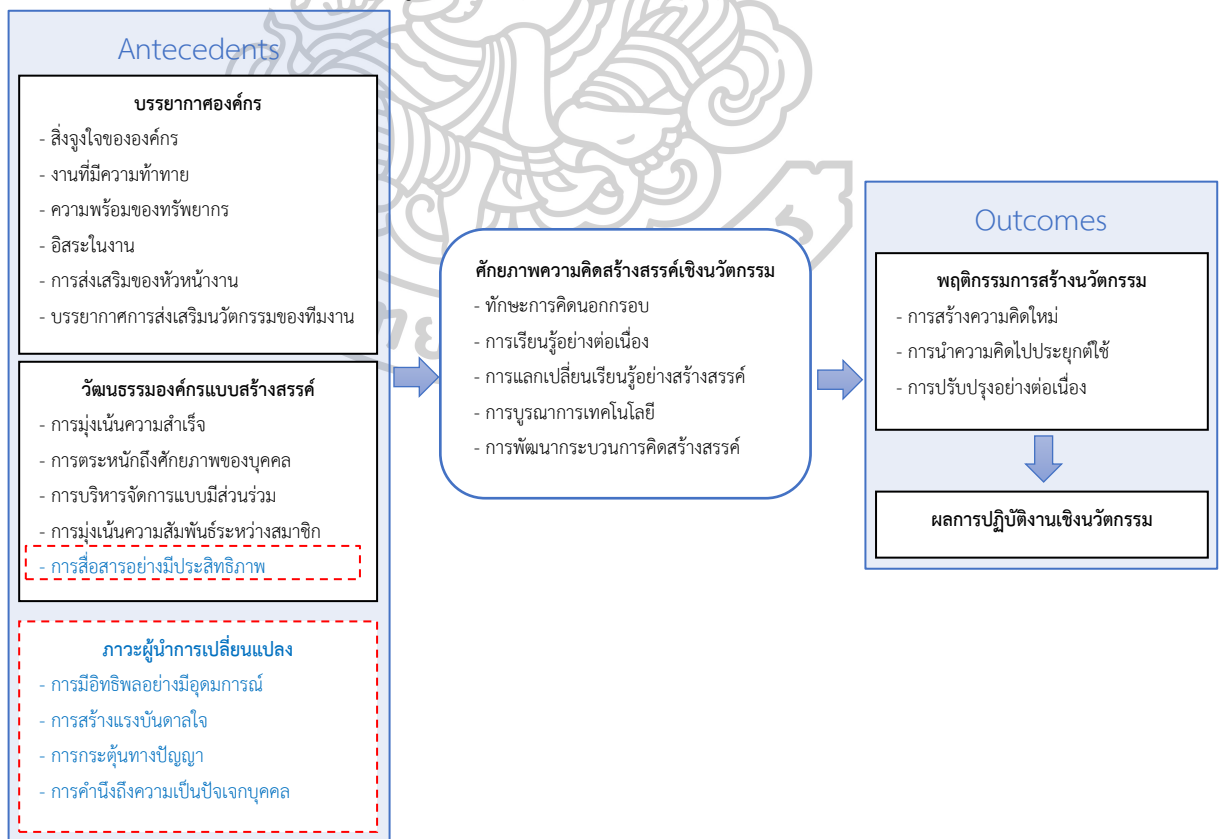 Antecedents
บรรยากาศองค์กร
- สิ่งจูงใจขององค์กร
- งานที่มีความท้าทาย
- ความพร้อมของทรัพยากร
- อิสระในงาน
- การส่งเสริมของหัวหน้างาน
- บรรยากาศการส่งเสริมนวัตกรรมของทีมงาน
วัฒนธรรมองค์กรแบบสร้างสรรค์
- การมุ่งเน้นความสำเร็จ
- การตระหนักถึงศักยภาพของบุคคล
- การบริหารจัดการแบบมีส่วนร่วม
- การมุ่งเน้นความสัมพันธ์ระหว่างสมาชิก
- การสื่อสารอย่างมีประสิทธิภาพ
ภาวะผู้นำการเปลี่ยนแปลง
- การมีอิทธิพลอย่างมีอุดมการณ์
- การสร้างแรงบันดาลใจ
- การกระตุ้นทางปัญญา
- การคำนึงถึงความเป็นปัจเจกบุคคล
ศักยภาพความคิดสร้างสรรค์เชิงนวัตกรรม
- ทักษะการคิดนอกกรอบ
- การเรียนรู้อย่างต่อเนื่อง
- การแลกเปลี่ยนเรียนรู้อย่างสร้างสรรค์
- การบูรณาการเทคโนโลยี
- การพัฒนากระบวนการคิดสร้างสรรค์
Outcomes
พฤติกรรมการสร้างนวัตกรรม
- การสร้างความคิดใหม่
- การนำความคิดไปประยุกต์ใช้
- การปรับปรุงอย่างต่อเนื่อง
ผลการปฏิบัติงานเชิงนวัตกรรม